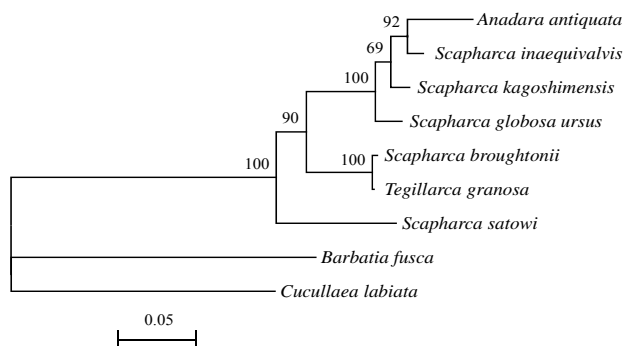 92 Anadara antiquata
Scapharca inaequivalvis
69
100 Scapharca kagoshimensis
Scapharca globosa ursus
90
100 100 Scapharca broughtonii
Tegillarca granosa
Scapharca satowi
Barbatia fusca
Cucullaea labiata
0.05